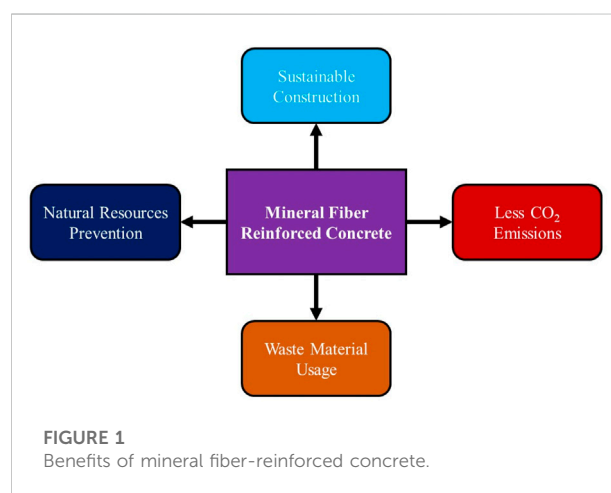 Sustainable
Construction
Natural Resources
Prevention
Mineral Fiber
Reinforced Concrete
Less CO₂
Emissions
Waste Material
Usage
FIGURE 1
Benefits of mineral fiber-reinforced concrete.